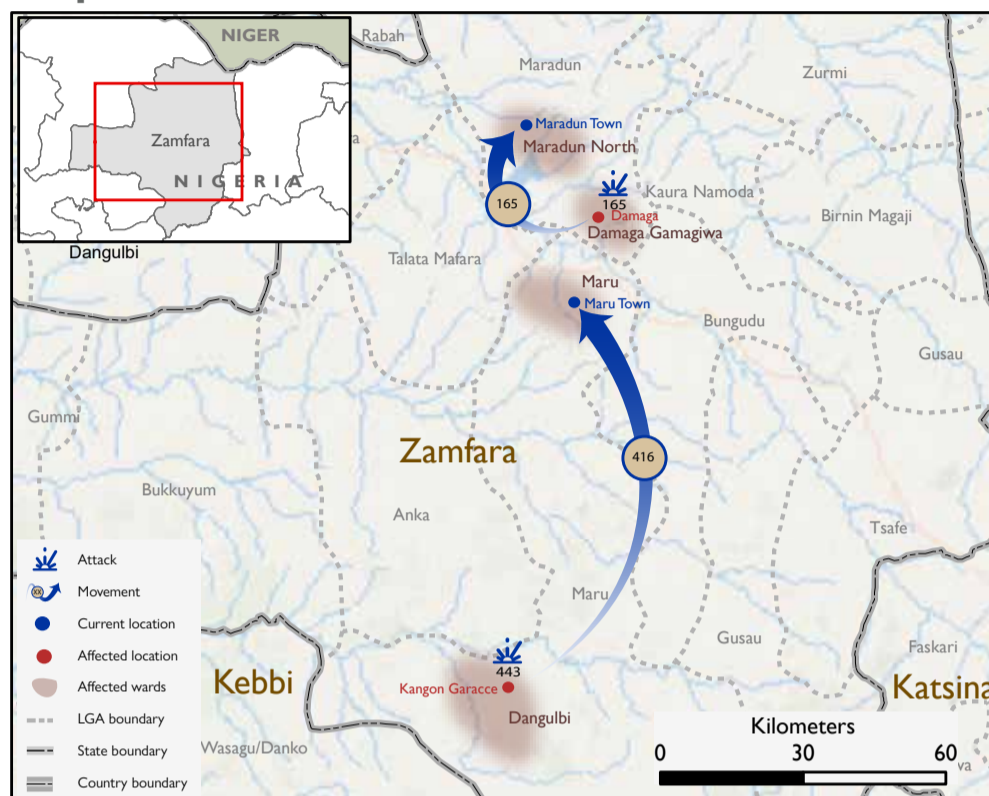 NIGER
Zamfara
NIGERIA
Dangulbi
Rabah
Maradun
Zurmi
Maradun Town
Maradun North
165
165
Kaura Namoda
Damaga
Damaga Gamagiwa
Birnin Magaji
Talata Mafara
Maru
Maru Town
Bungudu
Gusau
Gummi
Zamfara
416
Bukkuyum
Anka
Tsafe
Maru
Gusau
Faskari
Kebbi
443
Kangon Garacce
Dangulbi
Katsina
Wasagu/Danko
Attack
XX
Movement
Current location
Affected location
Affected wards
LGA boundary
State boundary
Country boundary
Kilometers
0 30 60